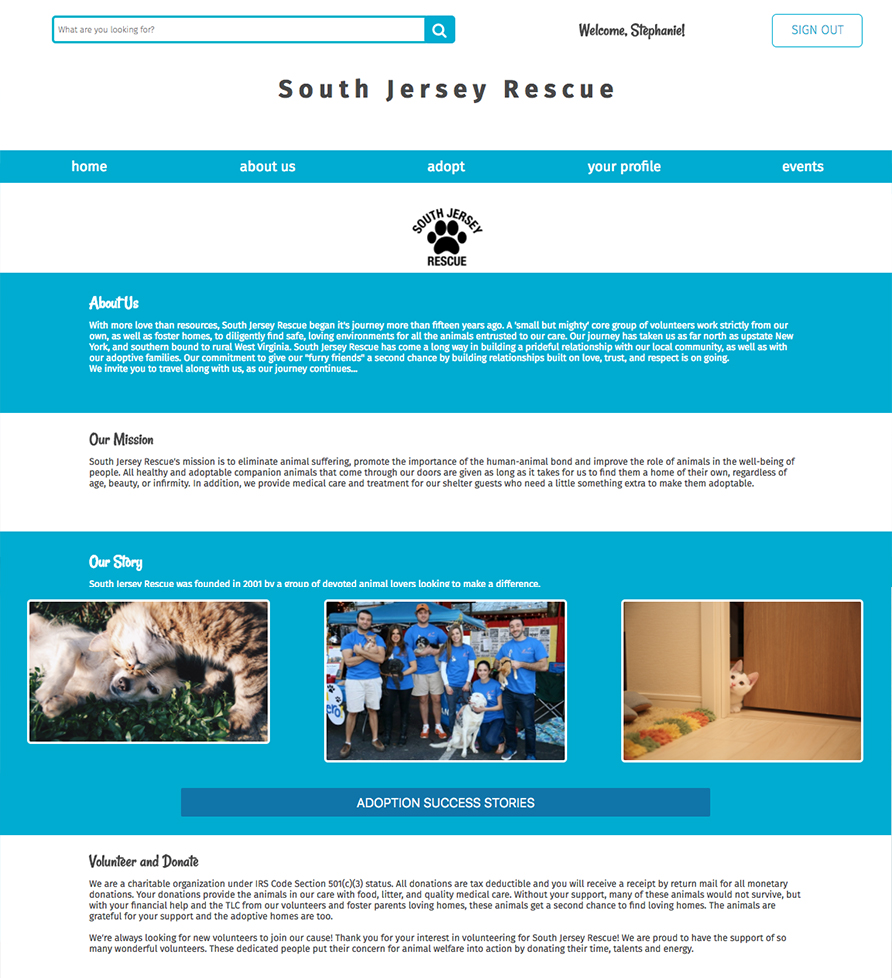 What are you looking for?
Welcome, Stephanie!
SIGN OUT
South Jersey Rescue
home about us adopt your profile events
SOUTH JERSEY
RESCUE
About Us
With more love than resources, South Jersey Rescue began it's journey more than fifteen years ago. A 'small but mighty' core group of volunteers work strictly from our
own, as well as foster homes, to diligently find safe, loving environments for all the animals entrusted to our care. Our journey has taken us as far north as upstate New
York, and southern bound to rural West Virginia. South Jersey Rescue has come a long way in building a prideful relationship with our local community, as well as with
our adoptive families. Our commitment to give our "furry friends" a second chance by building relationships built on love, trust, and respect is on going.
We invite you to travel along with us, as our journey continues...
Our Mission
South Jersey Rescue's mission is to eliminate animal suffering, promote the importance of the human-animal bond and improve the role of animals in the well-being of
people. All healthy and adoptable companion animals that come through our doors are given as long as it takes for us to find them a home of their own, regardless of
age, beauty, or infirmity. In addition, we provide medical care and treatment for our shelter guests who need a little something extra to make them adoptable.
Our Story
South Jersey Rescue was founded in 2001 by a group of devoted animal lovers looking to make a difference.
ADOPTION SUCCESS STORIES
Volunteer and Donate
We are a charitable organization under IRS Code Section 501(c)(3) status. All donations are tax deductible and you will receive a receipt by return mail for all monetary
donations. Your donations provide the animals in our care with food, litter, and quality medical care. Without your support, many of these animals would not survive, but
with your financial help and the TLC from our volunteers and foster parents loving homes, these animals get a second chance to find loving homes. The animals are
grateful for your support and the adoptive homes are too.
We're always looking for new volunteers to join our cause! Thank you for your interest in volunteering for South Jersey Rescue! We are proud to have the support of so
many wonderful volunteers. These dedicated people put their concern for animal welfare into action by donating their time, talents and energy.